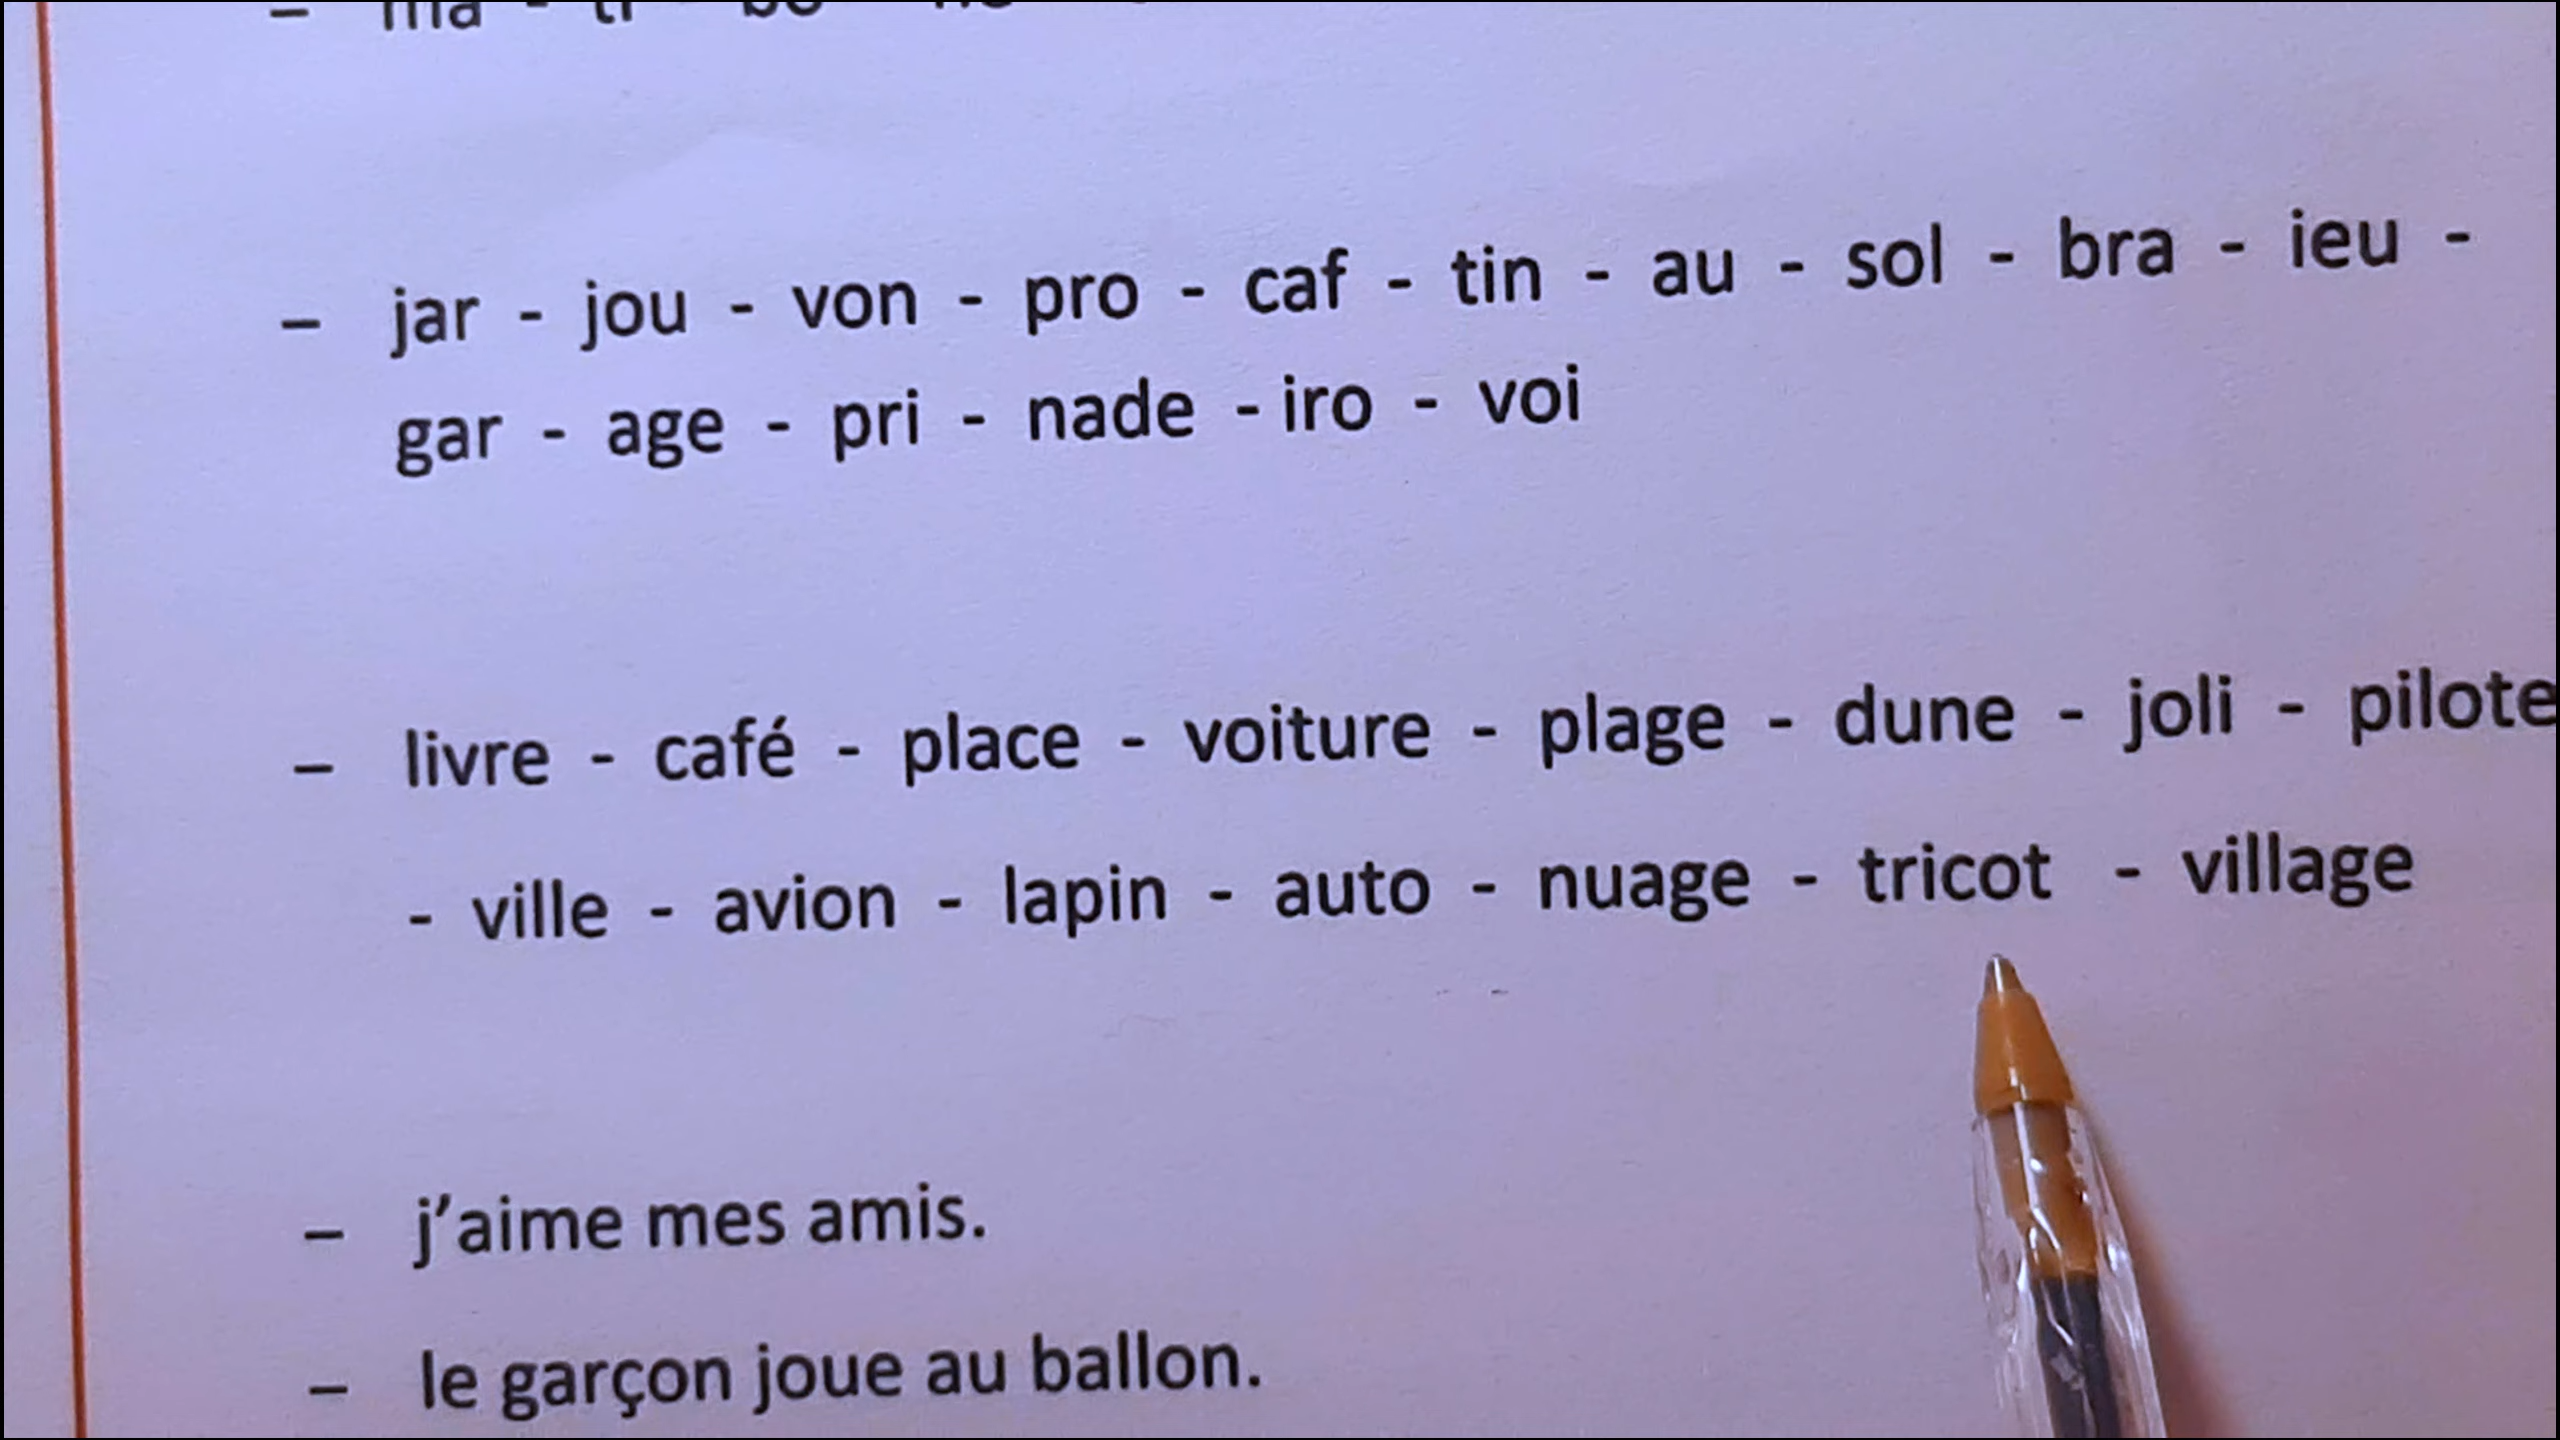 – jar - jou - von - pro - caf - tin - au - sol - bra - ieu -
gar - age - pri - nade - iro - voi
– livre - café - place - voiture - plage - dune - joli - pilote
- ville - avion - lapin - auto - nuage - tricot - village
– j’aime mes amis.
– le garçon joue au ballon.